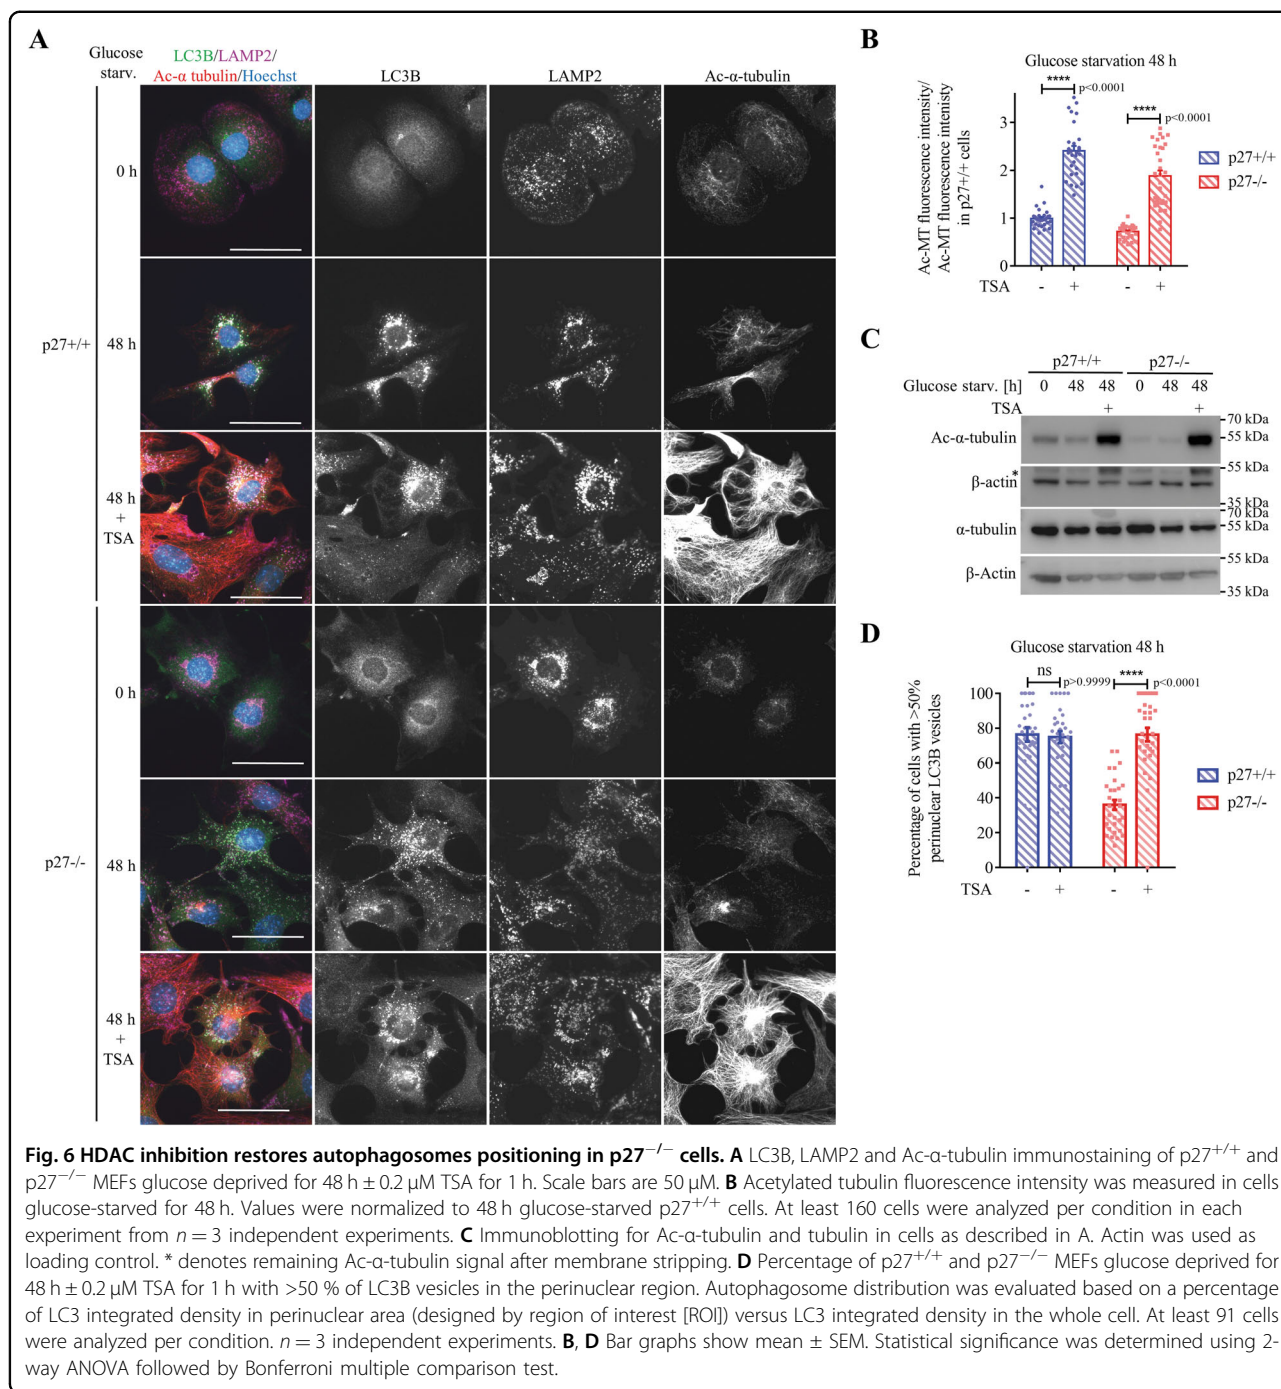 A
Glucose
starv.
LC3B/LAMP2/
Ac-α tubulin/Hoechst
LC3B
LAMP2
Ac-α-tubulin
0 h
p27+/+
48 h
48 h
+
TSA
0 h
p27-/-
48 h
48 h
+
TSA
B
Glucose starvation 48 h
Ac-MT fluorescence intensity/
Ac-MT fluorescence intenisty
in p27+/+ cells
3
2
1
0
****
p<0.0001
****
p<0.0001
p27+/+
p27-/-
TSA - + - +
C
p27+/+ p27-/-
Glucose starv. [h] 0 48 48 0 48 48
TSA + +
Ac-α-tubulin
70 kDa
55 kDa
*
β-actin
55 kDa
35 kDa
α-tubulin
70 kDa
55 kDa
β-Actin
55 kDa
35 kDa
D
Glucose starvation 48 h
Percentage of cells with >50%
perinuclear LC3B vesicles
100
80
60
40
20
0
ns
p>0.9999
****
p<0.0001
p27+/+
p27-/-
TSA - + - +
Fig. 6 HDAC inhibition restores autophagosomes positioning in p27−/− cells. A LC3B, LAMP2 and Ac-α-tubulin immunostaining of p27+/+ and
p27−/− MEFs glucose deprived for 48 h ± 0.2 µM TSA for 1 h. Scale bars are 50 µM. B Acetylated tubulin fluorescence intensity was measured in cells
glucose-starved for 48 h. Values were normalized to 48 h glucose-starved p27+/+ cells. At least 160 cells were analyzed per condition in each
experiment from n = 3 independent experiments. C Immunoblotting for Ac-α-tubulin and tubulin in cells as described in A. Actin was used as
loading control. * denotes remaining Ac-α-tubulin signal after membrane stripping. D Percentage of p27+/+ and p27−/− MEFs glucose deprived for
48 h ± 0.2 µM TSA for 1 h with >50 % of LC3B vesicles in the perinuclear region. Autophagosome distribution was evaluated based on a percentage
of LC3 integrated density in perinuclear area (designed by region of interest [ROI]) versus LC3 integrated density in the whole cell. At least 91 cells
were analyzed per condition. n = 3 independent experiments. B, D Bar graphs show mean ± SEM. Statistical significance was determined using 2-
way ANOVA followed by Bonferroni multiple comparison test.